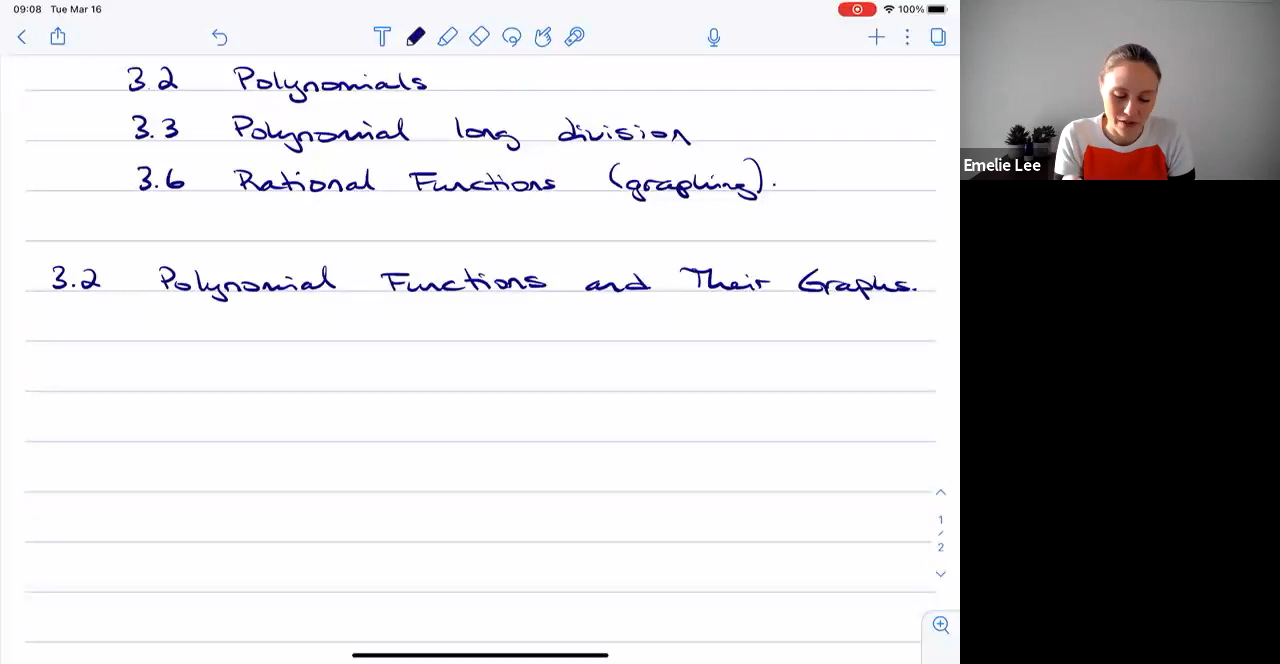 09:08 Tue Mar 16
100%
3.2 Polynomials
3.3 Polynomial long division
3.6 Rational Functions (graphing).
3.2 Polynomial Functions and Their Graphs.
1
/
2
Emelie Lee